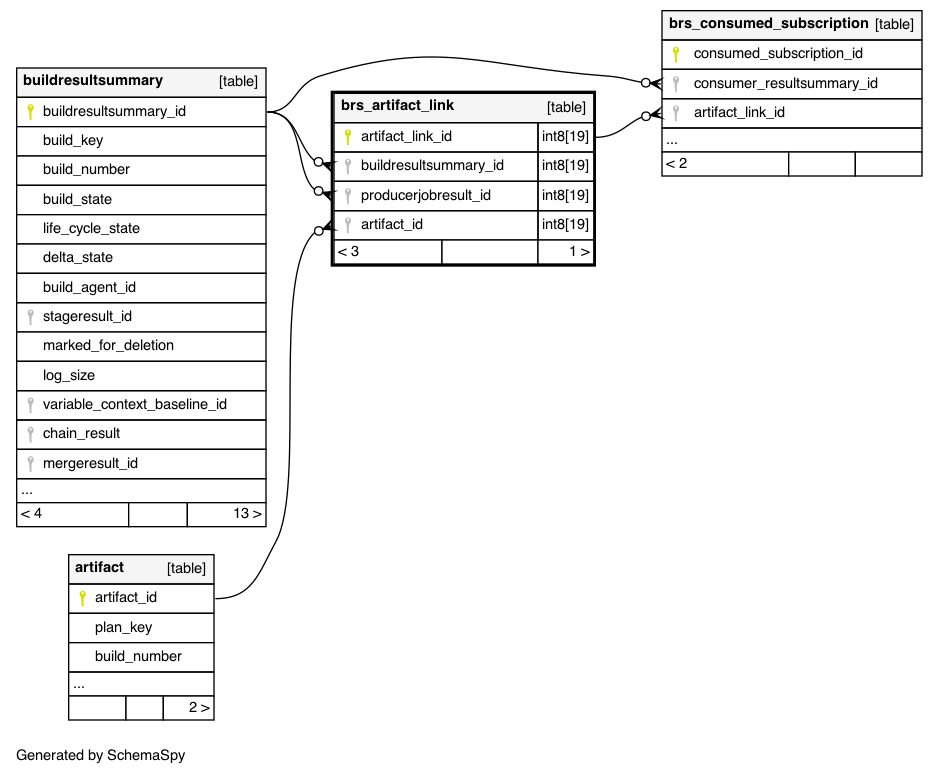 buildresultsummary [table]
buildresultsummary_id
build_key
build_number
build_state
life_cycle_state
delta_state
build_agent_id
stageresult_id
marked_for_deletion
log_size
variable_context_baseline_id
chain_result
mergeresult_id
...
< 4 13 >
brs_artifact_link [table]
artifact_link_id int8[19]
buildresultsummary_id int8[19]
producerjobresult_id int8[19]
artifact_id int8[19]
< 3 1 >
brs_consumed_subscription [table]
consumed_subscription_id
consumer_resultsummary_id
artifact_link_id
...
< 2
artifact [table]
artifact_id
plan_key
build_number
...
2 >
Generated by SchemaSpy